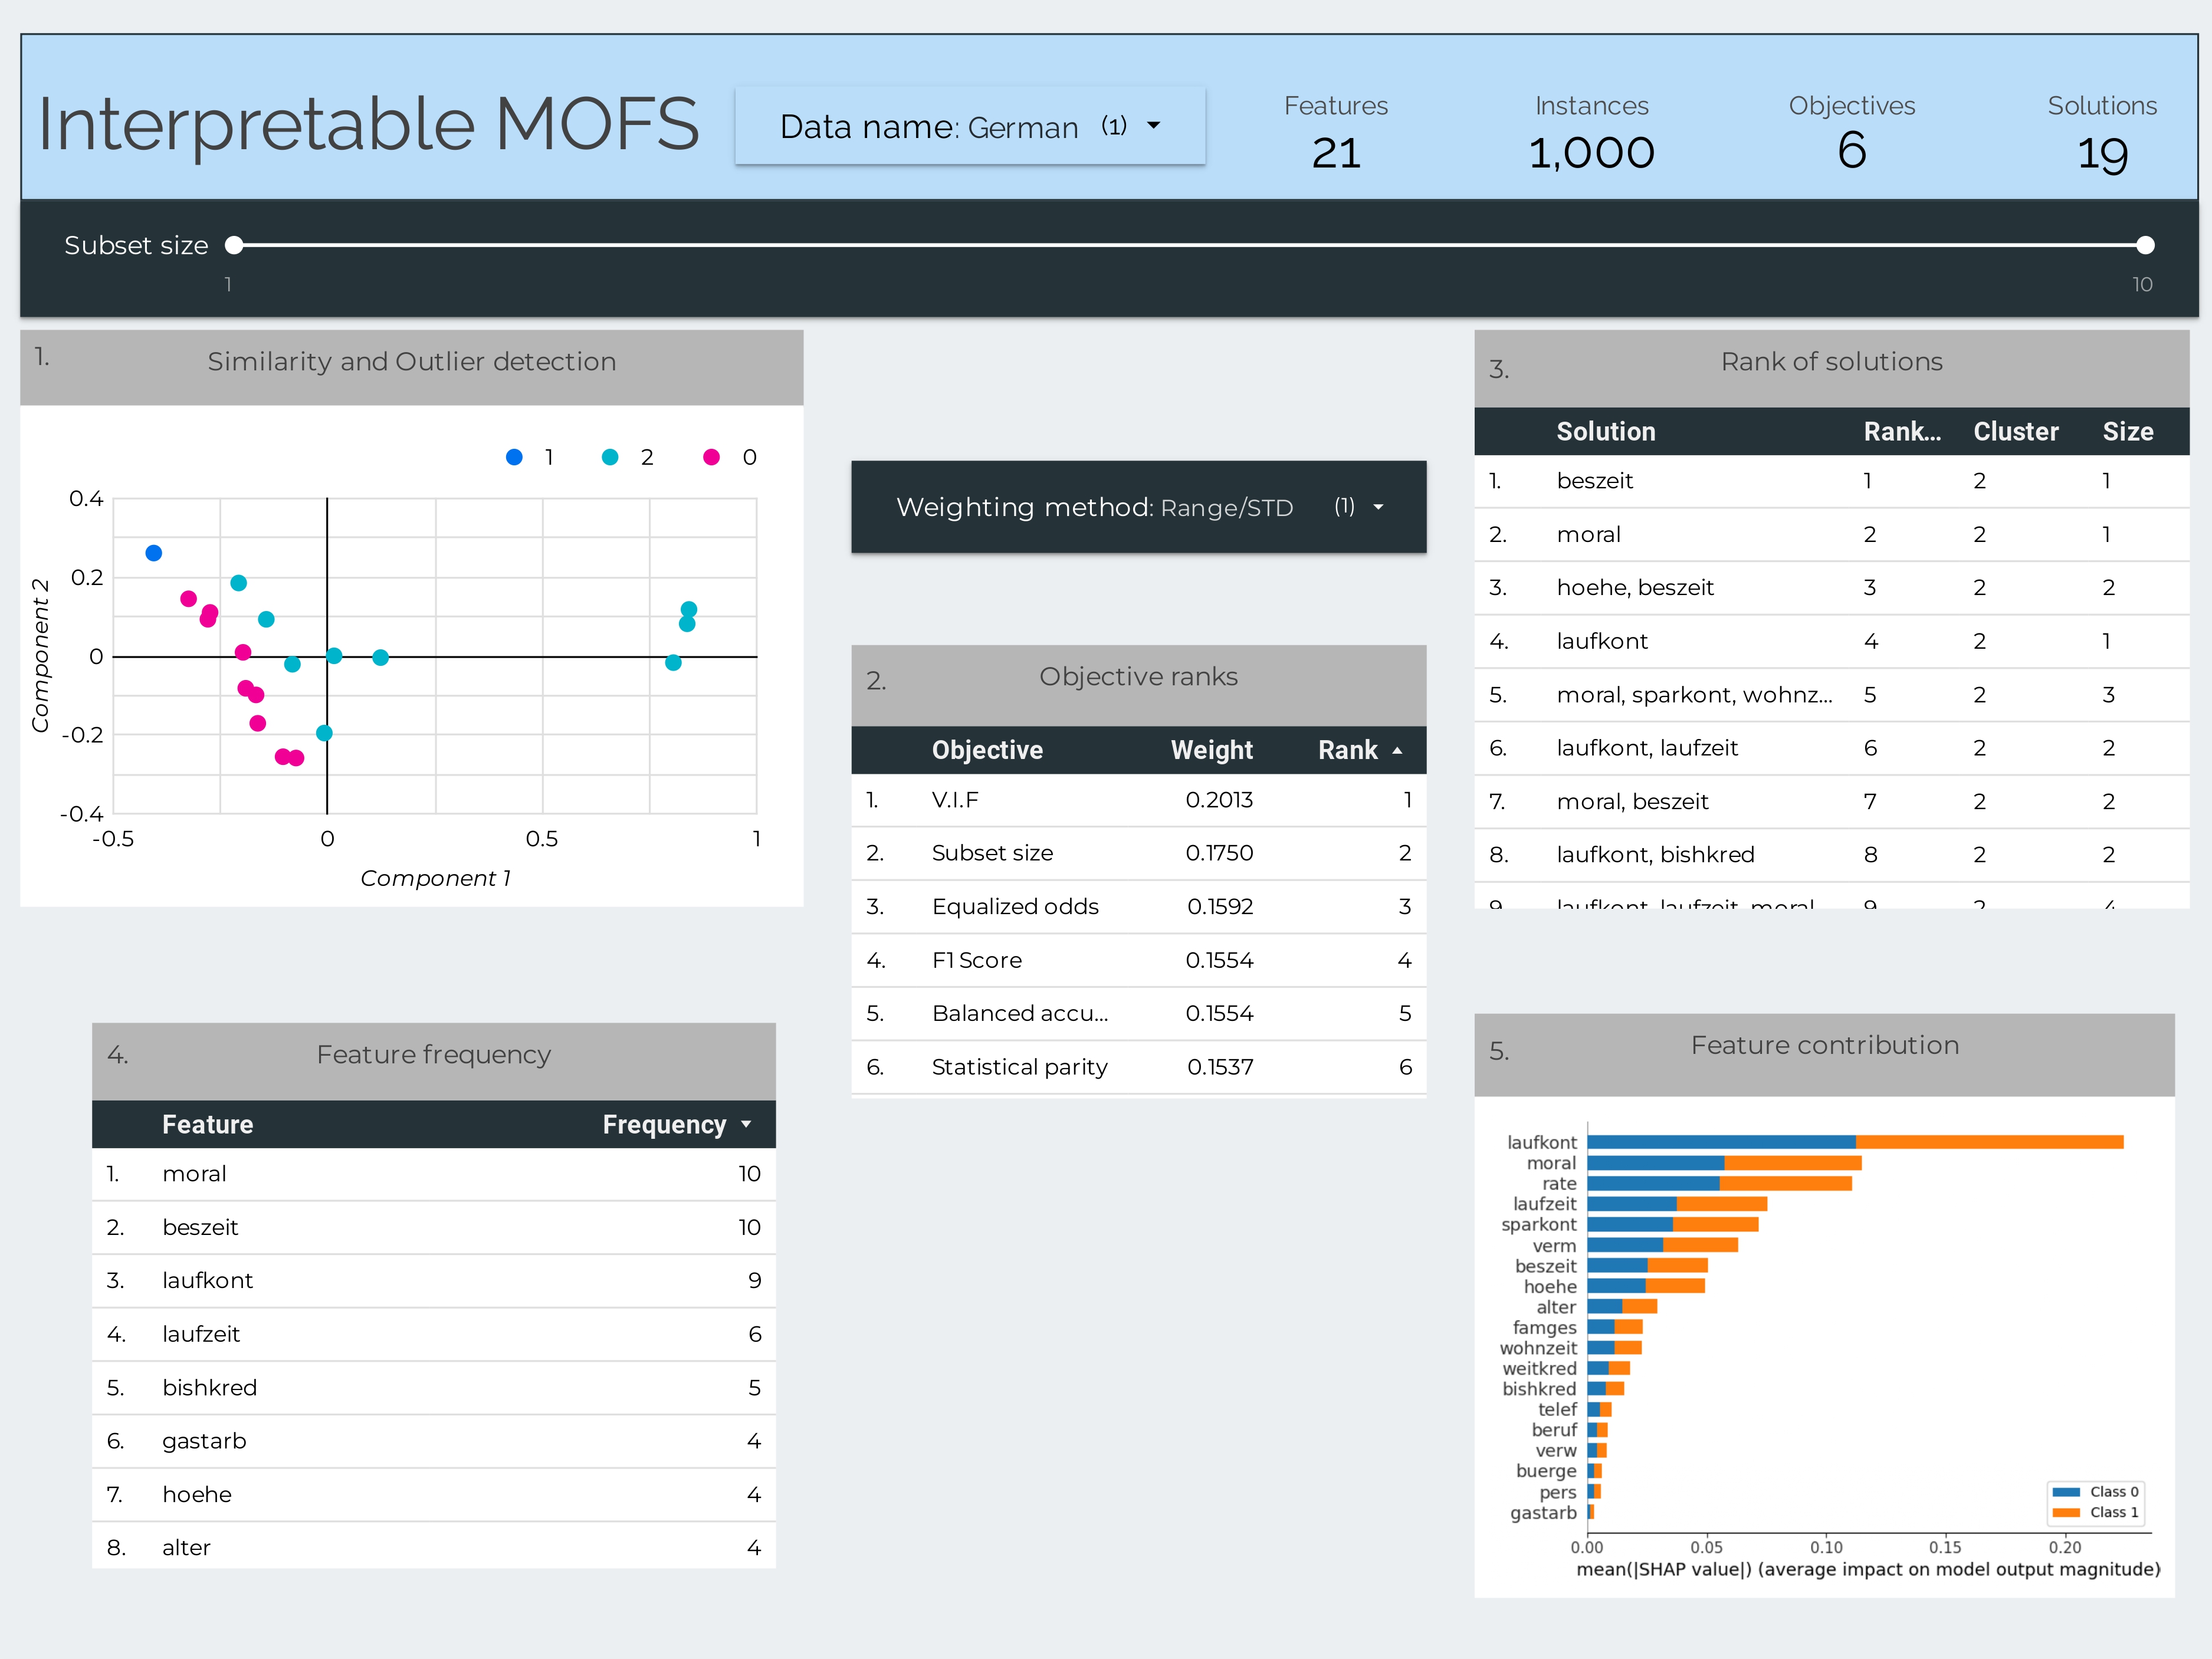 Interpretable MOFS
Data name: German (1)
Features
21
Instances
1,000
Objectives
6
Solutions
19
Subset size
1
10
1. Similarity and Outlier detection
1 2 0
0.4
0.2
0
-0.2
-0.4
-0.5 0 0.5 1
Component 2
Component 1
Weighting method: Range/STD (1)
2. Objective ranks
Objective Weight Rank
1. V.I.F 0.2013 1
2. Subset size 0.1750 2
3. Equalized odds 0.1592 3
4. F1 Score 0.1554 4
5. Balanced accu... 0.1554 5
6. Statistical parity 0.1537 6
3. Rank of solutions
Solution Rank... Cluster Size
1. beszeit 1 2 1
2. moral 2 2 1
3. hoehe, beszeit 3 2 2
4. laufkont 4 2 1
5. moral, sparkont, wohnz... 5 2 3
6. laufkont, laufzeit 6 2 2
7. moral, beszeit 7 2 2
8. laufkont, bishkred 8 2 2
9. laufkont, laufzeit, moral 9 2 4
4. Feature frequency
Feature Frequency
1. moral 10
2. beszeit 10
3. laufkont 9
4. laufzeit 6
5. bishkred 5
6. gastarb 4
7. hoehe 4
8. alter 4
5. Feature contribution
laufkont
moral
rate
laufzeit
sparkont
verm
beszeit
hoehe
alter
famges
wohnzeit
weitkred
bishkred
telef
beruf
verw
buerge
pers
gastarb
Class 0
Class 1
0.00 0.05 0.10 0.15 0.20
mean(|SHAP value|) (average impact on model output magnitude)